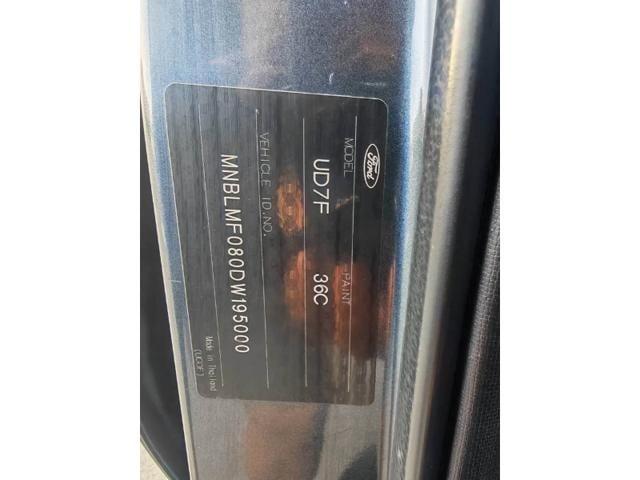 Ford
MODEL PAINT
UD7F 36C
VEHICLE ID.NO.
MNBLMF080DW195000
Made in Thailand